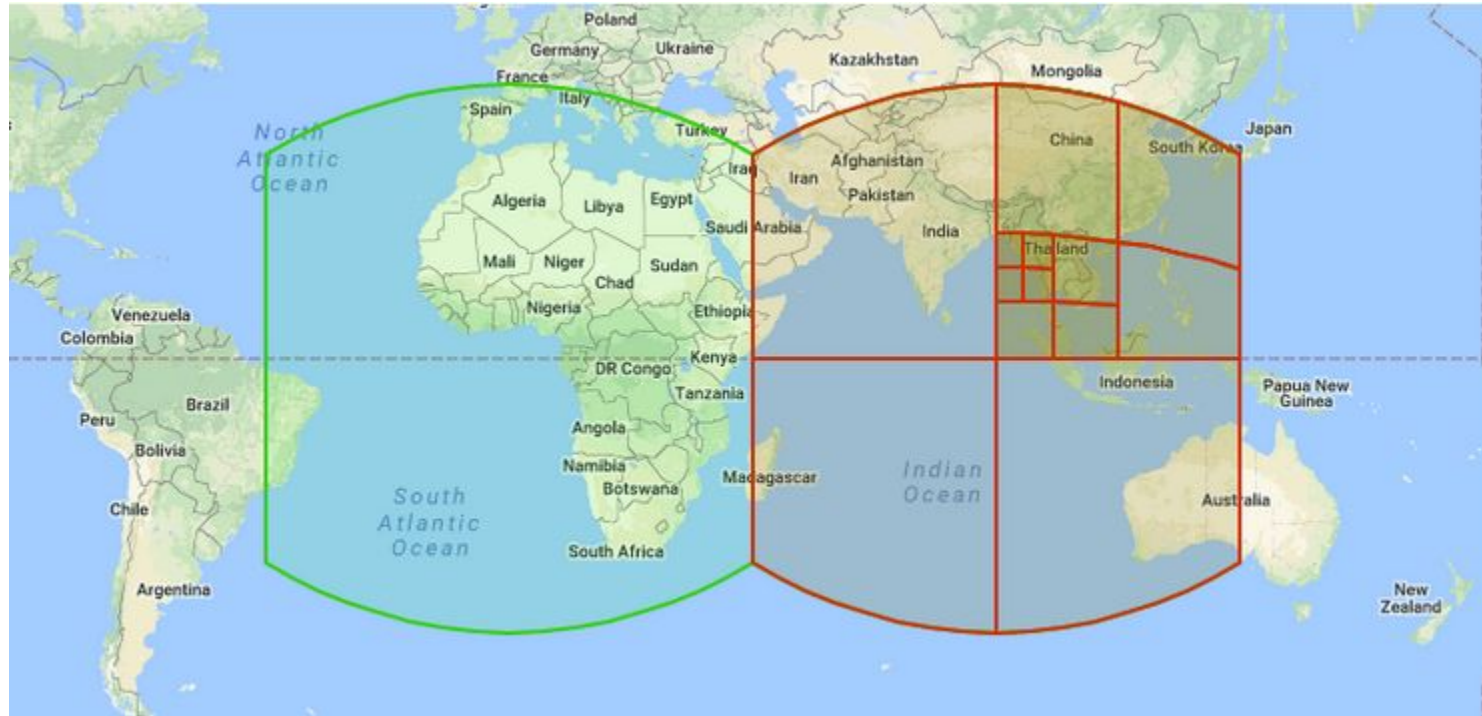 Poland
Germany
Ukraine
Kazakhstan
Mongolia
France
Italy
Spain
Turkey
North
Atlantic
Ocean
China
Japan
South Korea
Iraq
Iran
Afghanistan
Pakistan
Algeria
Libya
Egypt
Saudi Arabia
India
Thailand
Mali
Niger
Chad
Sudan
Nigeria
Ethiopia
Venezuela
Colombia
DR Congo
Kenya
Tanzania
Indonesia
Papua New
Guinea
Brazil
Peru
Angola
Bolivia
Namibia
Botswana
Madagascar
Indian
Ocean
Australia
Chile
South
Atlantic
Ocean
South Africa
Argentina
New
Zealand